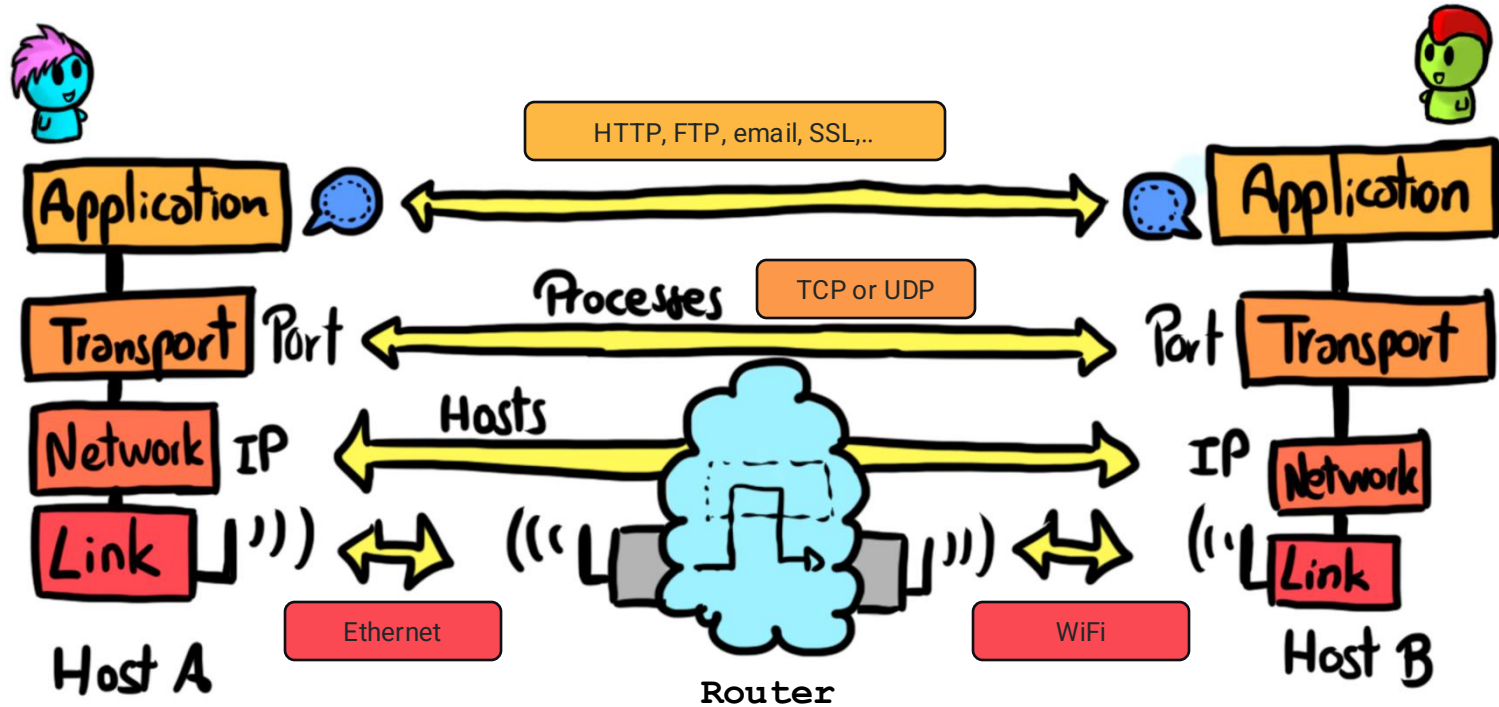 HTTP, FTP, email, SSL,..
Application
Application
Processes
TCP or UDP
Transport
Port
Port
Transport
Hosts
Network
IP
IP
Network
Link
Link
Ethernet
WiFi
Host A
Router
Host B